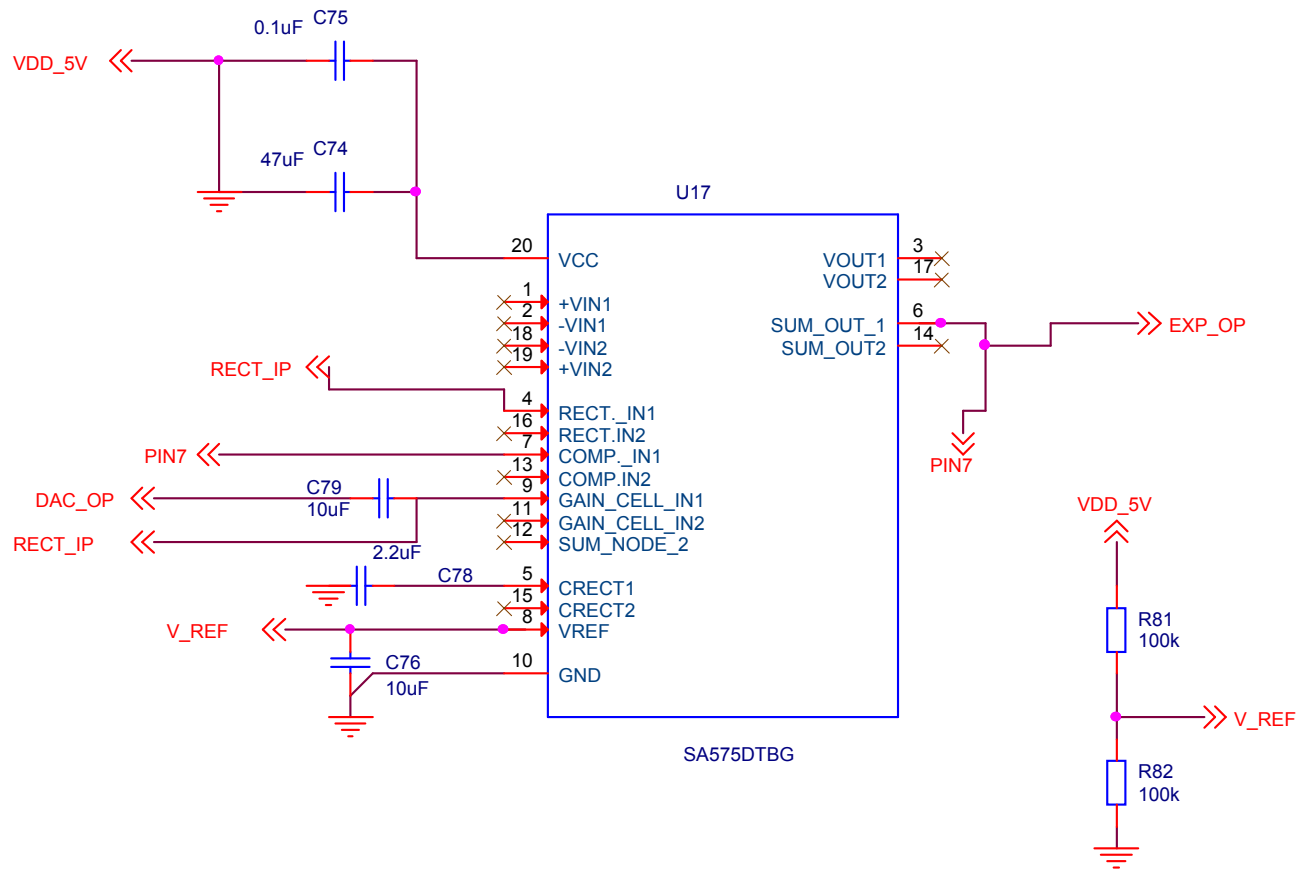 C75
0.1uF
VDD_5V
C74
47uF
U17
20
VCC
1
+VIN1
2
-VIN1
18
-VIN2
19
+VIN2
RECT_IP
4
RECT._IN1
16
RECT.IN2
PIN7
7
COMP._IN1
13
COMP.IN2
DAC_OP
C79
10uF
9
GAIN_CELL_IN1
11
GAIN_CELL_IN2
RECT_IP
12
SUM_NODE_2
2.2uF
C78
5
CRECT1
15
CRECT2
V_REF
8
VREF
C76
10uF
10
GND
3
VOUT1
17
VOUT2
6
SUM_OUT_1
14
SUM_OUT2
EXP_OP
PIN7
SA575DTBG
VDD_5V
R81
100k
V_REF
R82
100k